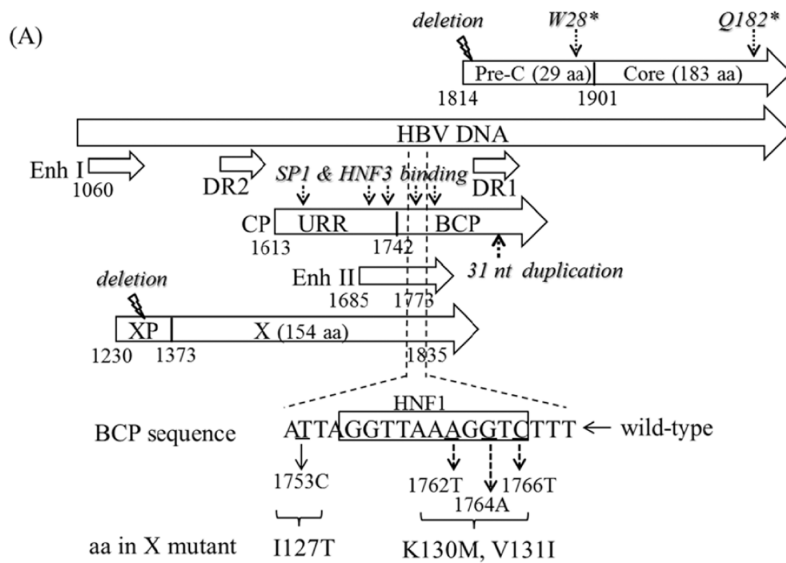 (A)
deletion W28* Q182*
Pre-C (29 aa) Core (183 aa)
1814 1901
HBV DNA
Enh I DR2 SP1 & HNF3 binding DR1
1060
CP URR BCP
1613 1742
Enh II 31 nt duplication
1685 1773
deletion
XP X (154 aa)
1230 1373 1835
HNF1
BCP sequence ATTAGGTTAAAGGTCTTT wild-type
1753C 1762T 1766T
1764A
aa in X mutant I127T K130M, V131I